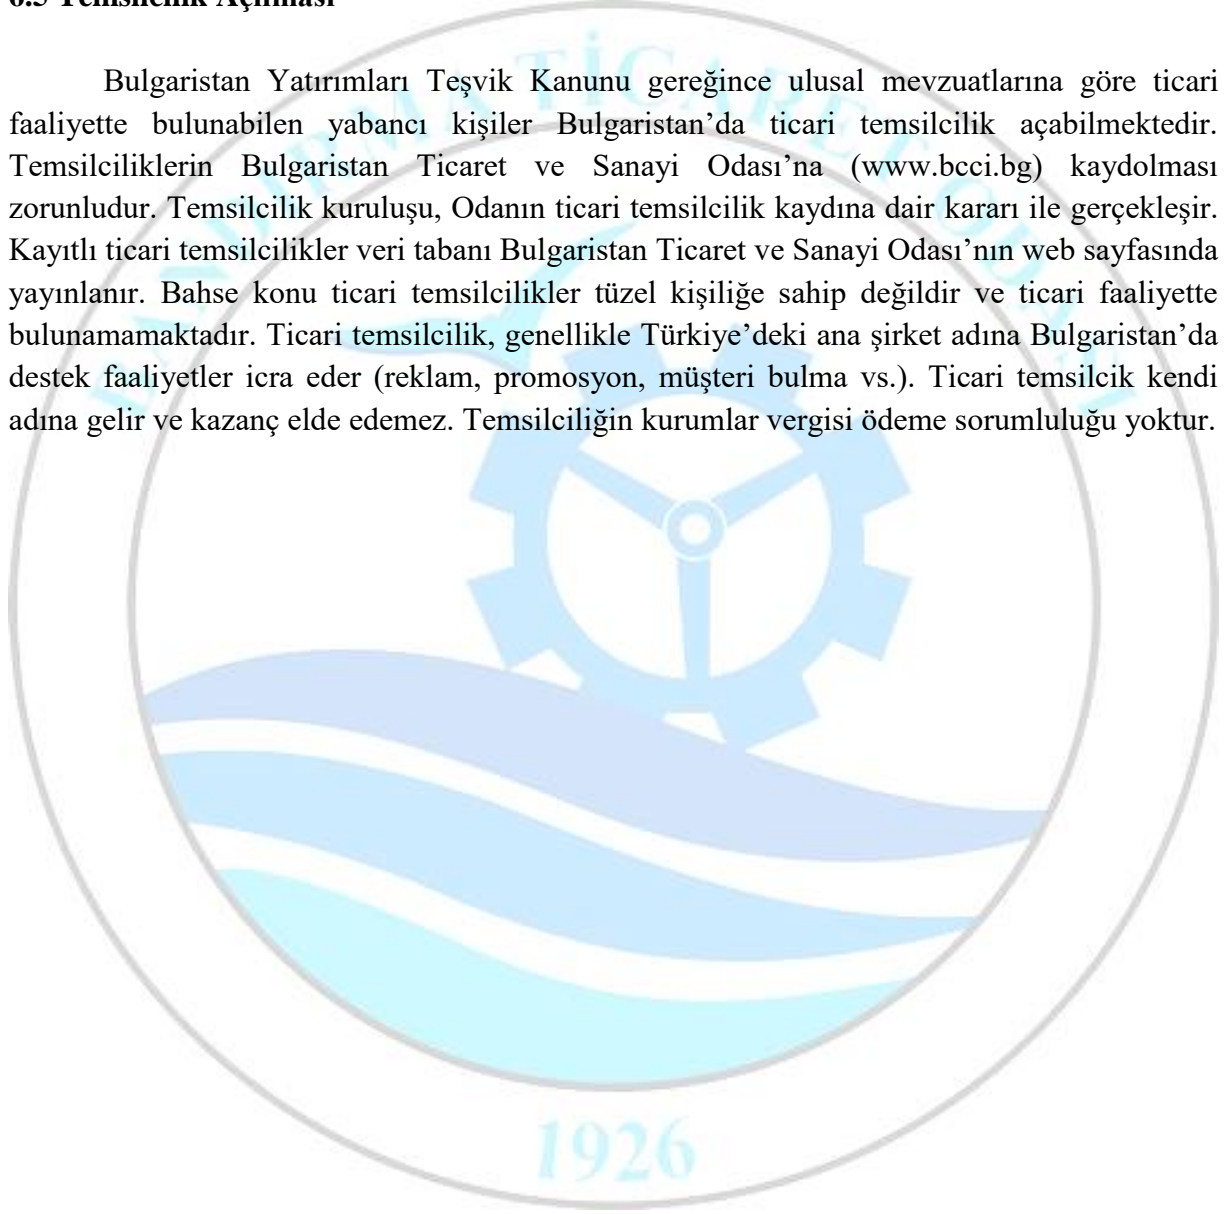 6.3 Temsilcilik Açılması
Bulgaristan Yatırımları Teşvik Kanunu gereğince ulusal mevzuatlarına göre ticari
faaliyette bulunabilen yabancı kişiler Bulgaristan’da ticari temsilcilik açabilmektedir.
Temsilciliklerin Bulgaristan Ticaret ve Sanayi Odası’na (www.bcci.bg) kaydolması
zorunludur. Temsilcilik kuruluşu, Odanın ticari temsilcilik kaydına dair kararı ile gerçekleşir.
Kayıtlı ticari temsilcilikler veri tabanı Bulgaristan Ticaret ve Sanayi Odası’nın web sayfasında
yayınlanır. Bahse konu ticari temsilcilikler tüzel kişiliğe sahip değildir ve ticari faaliyette
bulunamamaktadır. Ticari temsilcilik, genellikle Türkiye’deki ana şirket adına Bulgaristan’da
destek faaliyetler icra eder (reklam, promosyon, müşteri bulma vs.). Ticari temsilcik kendi
adına gelir ve kazanç elde edemez. Temsilciliğin kurumlar vergisi ödeme sorumluluğu yoktur.
BANDIRMA TİCARET ODASI
1926